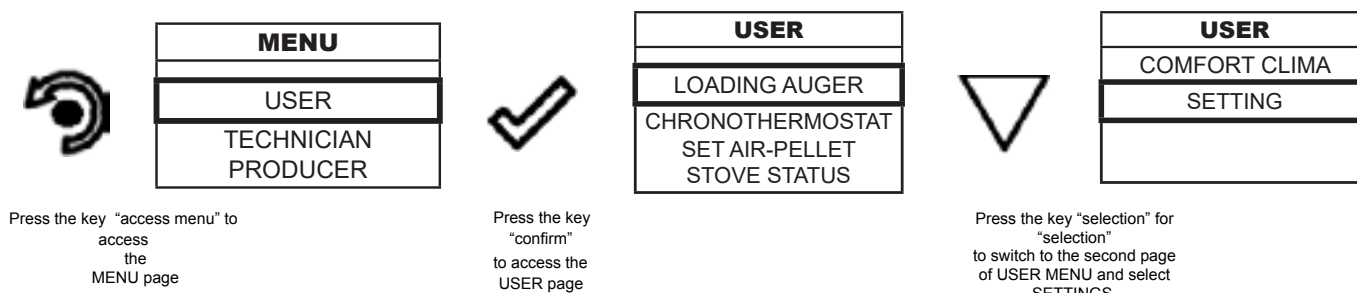 MENU
USER
TECHNICIAN
PRODUCER
Press the key “access menu” to
access
the
MENU page
USER
LOADING AUGER
CHRONOTHERMOSTAT
SET AIR-PELLET
STOVE STATUS
Press the key
“confirm”
to access the
USER page
USER
COMFORT CLIMA
SETTING
Press the key “selection” for
“selection”
to switch to the second page
of USER MENU and select
SETTINGS